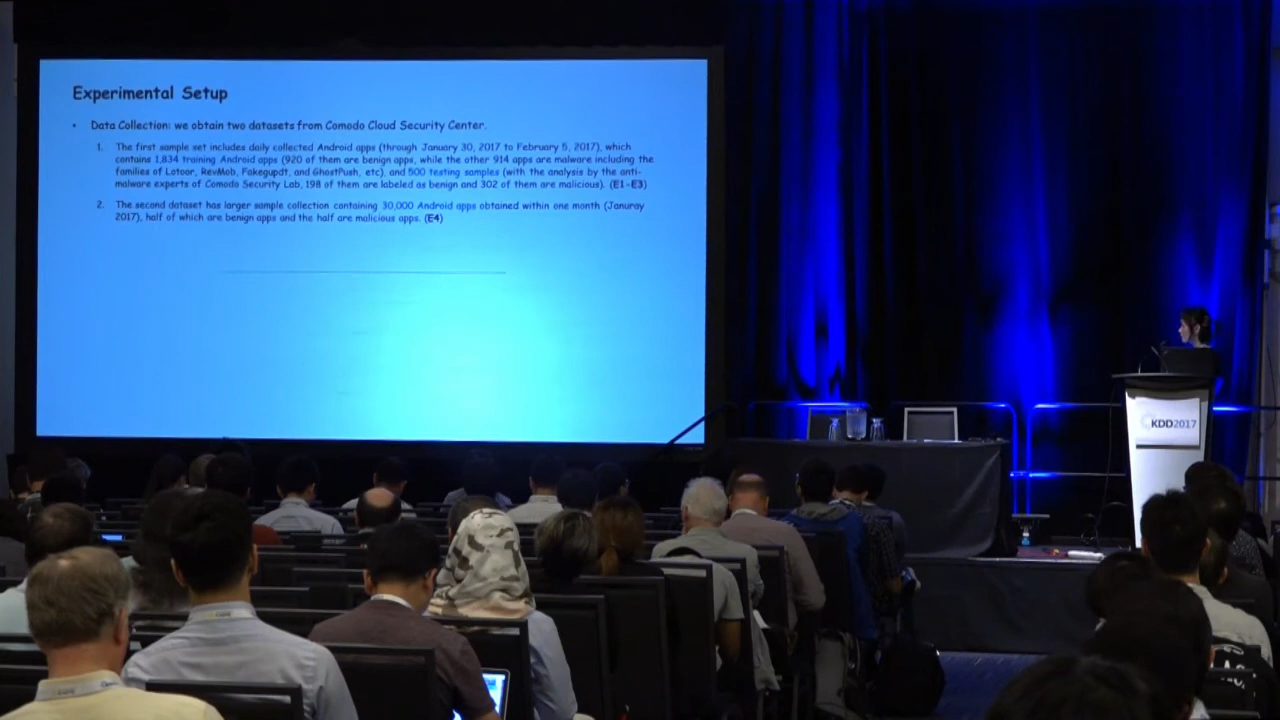 Experimental Setup
• Data Collection: we obtain two datasets from Comodo Cloud Security Center.
1. The first sample set includes daily collected Android apps (through January 30, 2017 to February 5, 2017), which
contains 1,834 training Android apps (920 of them are benign apps, while the other 914 apps are malware including the
families of Lotoor, RevMob, Fakegupdt, and GhostPush, etc), and 500 testing samples (with the analysis by the anti-
malware experts of Comodo Security Lab, 198 of them are labeled as benign and 302 of them are malicious). (E1-E3)
2. The second dataset has larger sample collection containing 30,000 Android apps obtained within one month (Januray
2017), half of which are benign apps and the half are malicious apps. (E4)
KDD2017